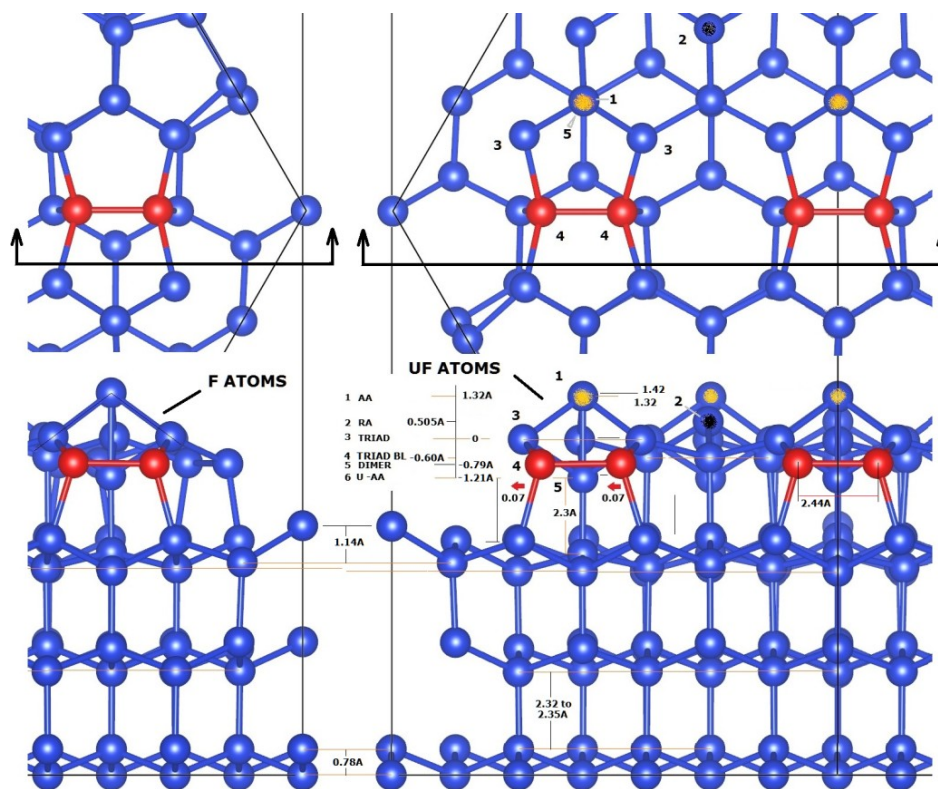 2
1
5
3
3
4
4
F ATOMS
UF ATOMS
1
1 AA 1.32A
1.42
1.32
2
2 RA 0.505A
3 TRIAD 0
3
4 TRIAD BL -0.60A
4
5 DIMER -0.79A
5
6 U-AA -1.21A
0.07
0.07
2.3A
2.44A
1.14A
2.32 to
2.35A
0.78A